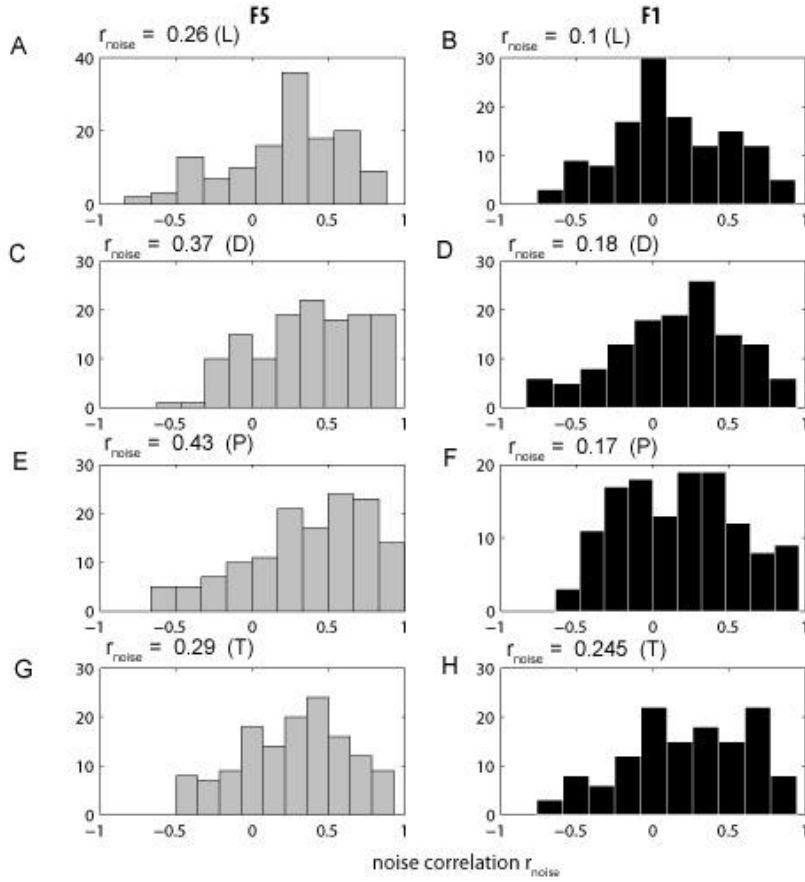 F5 F1
A r_noise = 0.26 (L) B r_noise = 0.1 (L)
40 30
20 20
10
0 0
−1 −0.5 0 0.5 1 −1 −0.5 0 0.5 1
C r_noise = 0.37 (D) D r_noise = 0.18 (D)
30 30
20 20
10 10
0 0
−1 −0.5 0 0.5 1 −1 −0.5 0 0.5 1
E r_noise = 0.43 (P) F r_noise = 0.17 (P)
30 20
20
10 10
0 0
−1 −0.5 0 0.5 1 −1 −0.5 0 0.5 1
G r_noise = 0.29 (T) H r_noise = 0.245 (T)
30 30
20 20
10 10
0 0
−1 −0.5 0 0.5 1 −1 −0.5 0 0.5 1
noise correlation r_noise